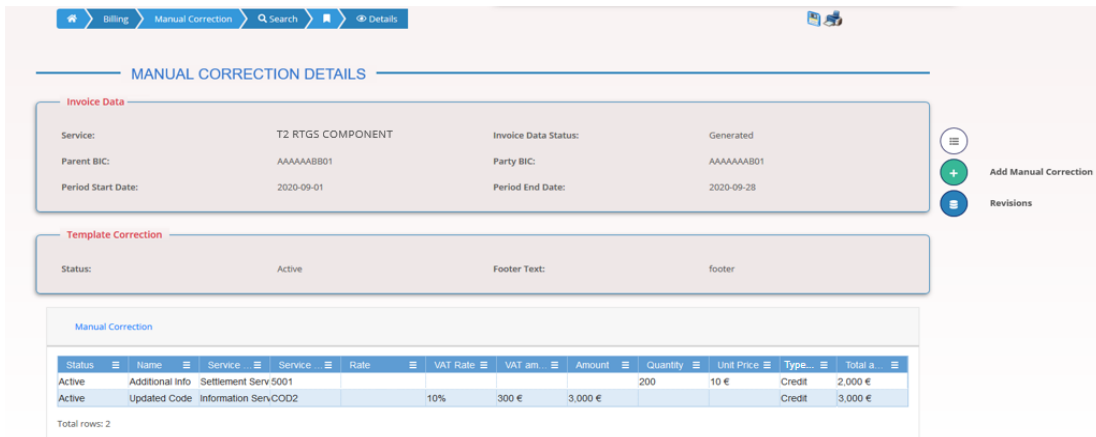 Billing Manual Correction Search Details
MANUAL CORRECTION DETAILS
Invoice Data
Service: T2 RTGS COMPONENT Invoice Data Status: Generated
Parent BIC: AAAAAABB01 Party BIC: AAAAAAAB01
Period Start Date: 2020-09-01 Period End Date: 2020-09-28
Add Manual Correction
Revisions
Template Correction
Status: Active Footer Text: footer
Manual Correction
Status Name Service ... Service ... Rate VAT Rate VAT am... Amount Quantity Unit Price Type... Total a...
Active Additional Info Settlement Serv 5001 200 10 € Credit 2,000 €
Active Updated Code Information Serv COD2 10% 300 € 3,000 € Credit 3,000 €
Total rows: 2